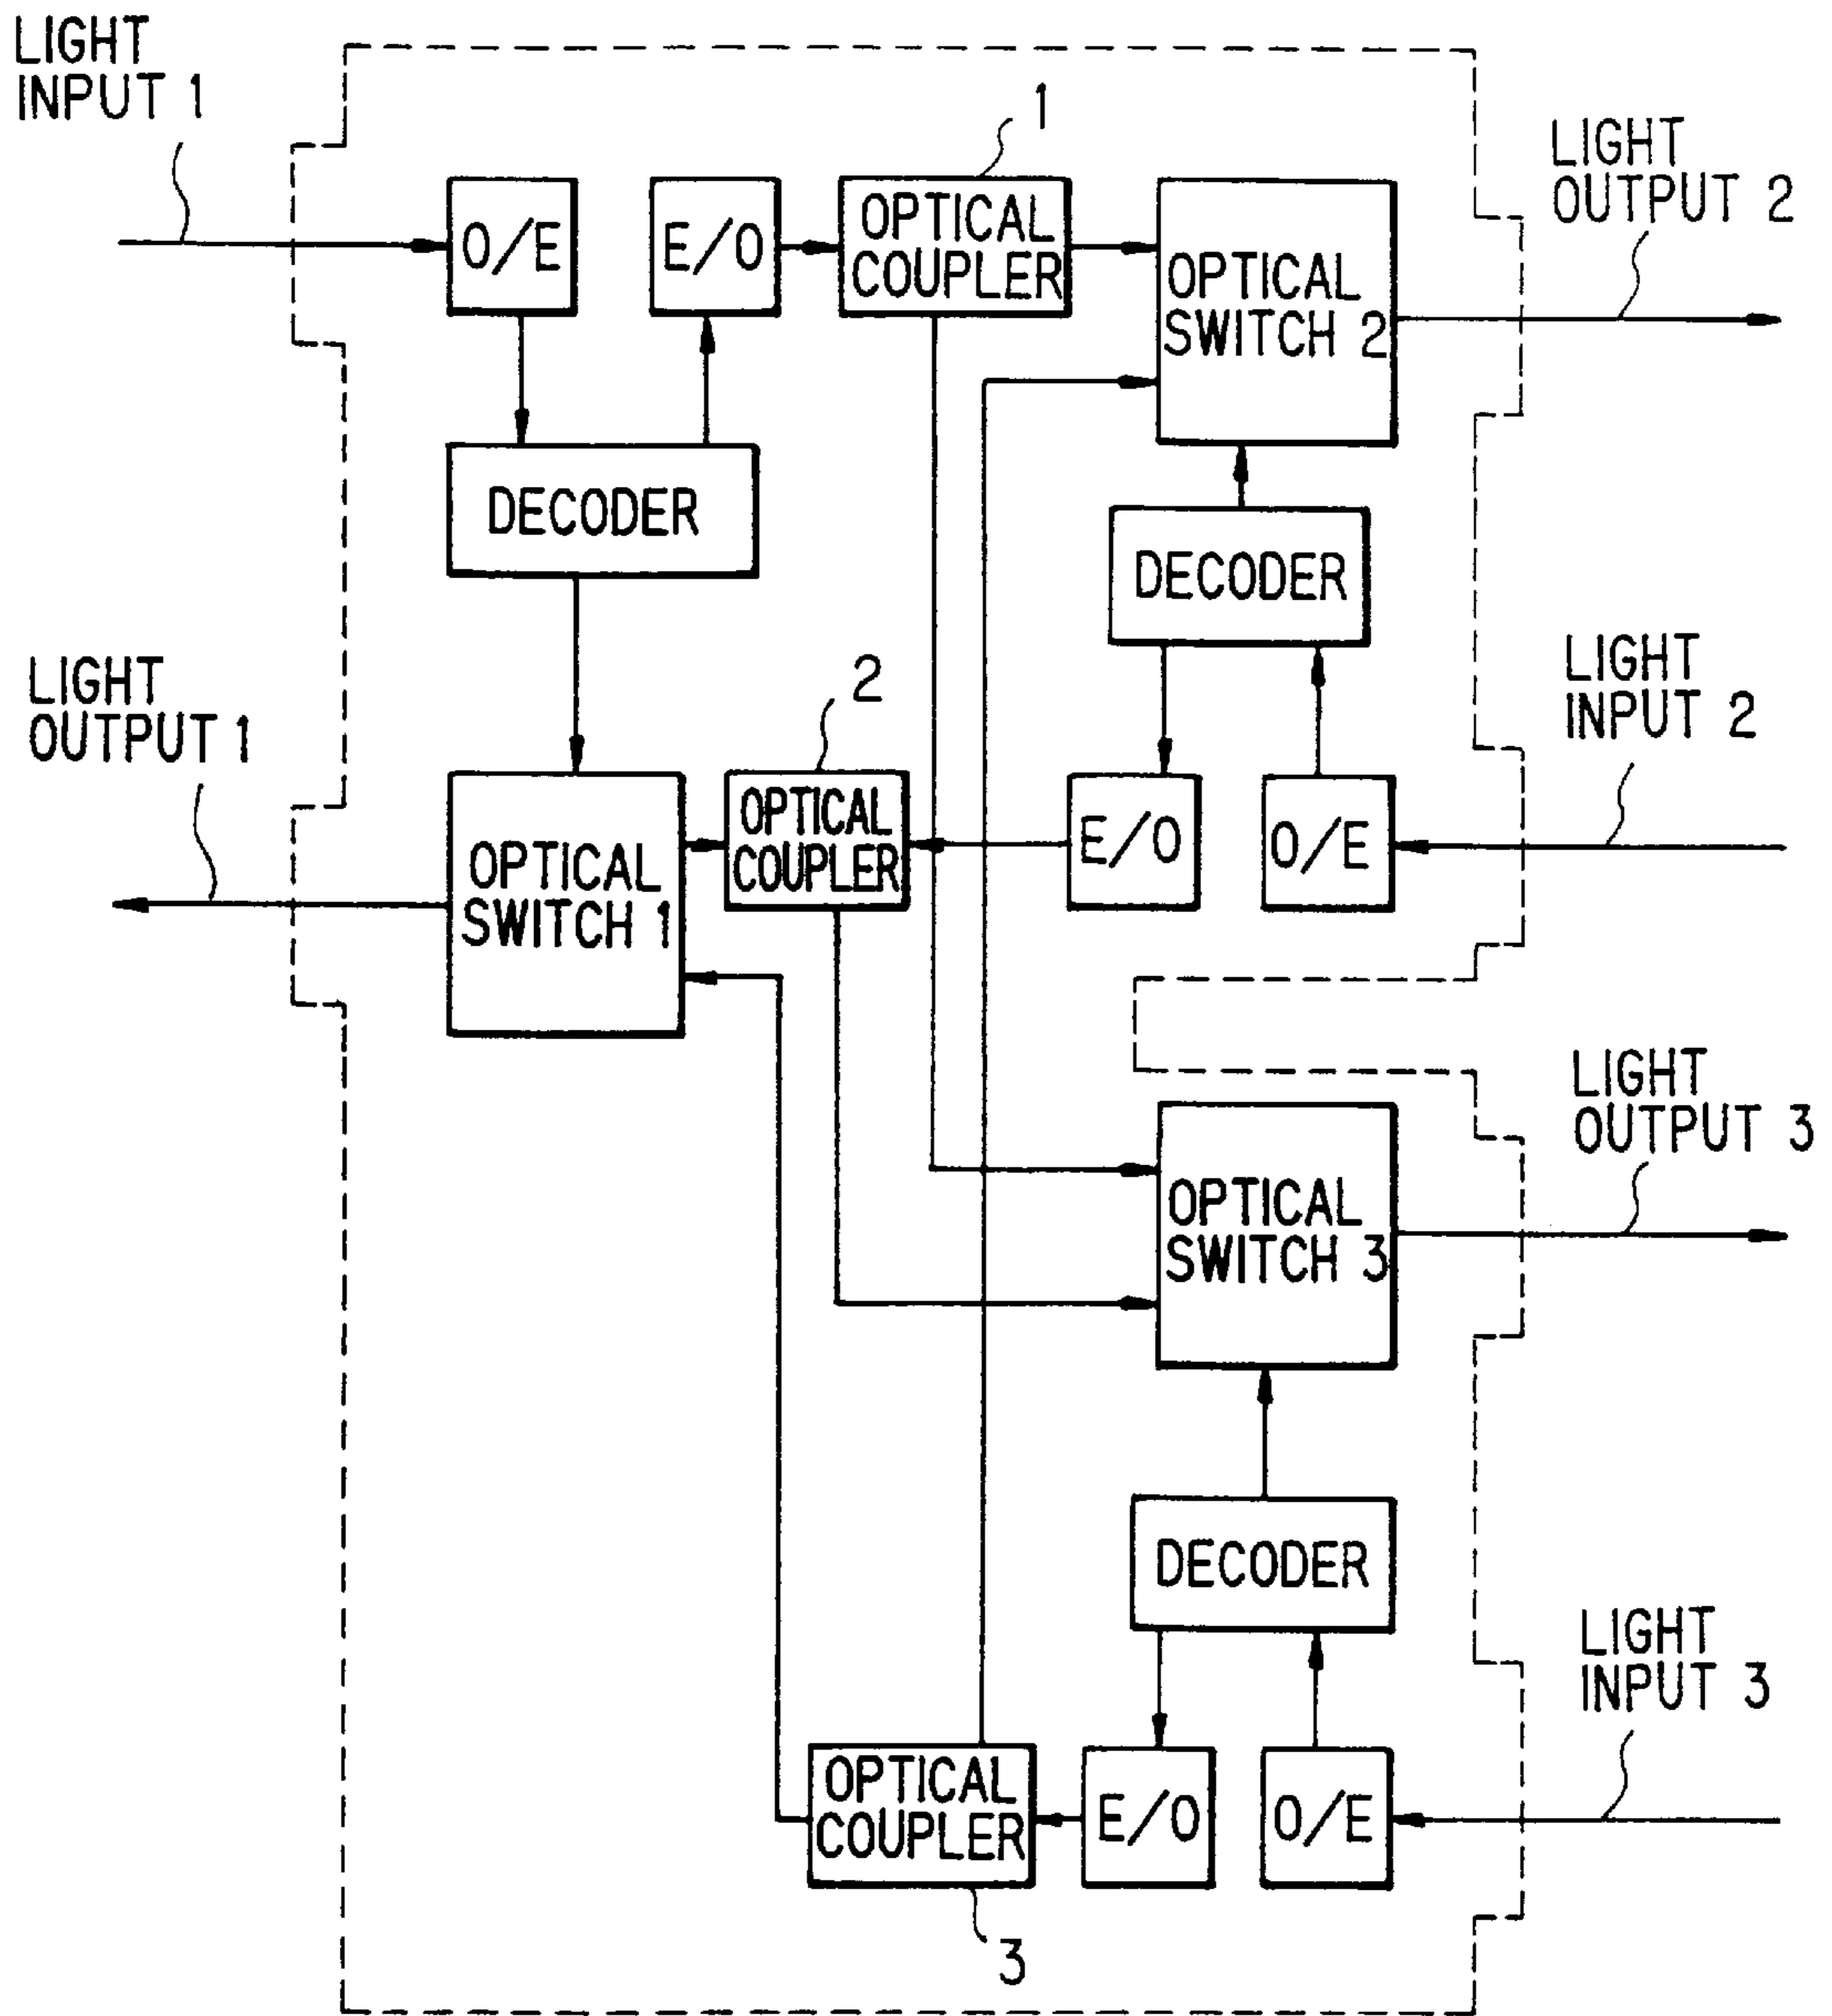 LIGHT
INPUT 1
1
LIGHT
OUTPUT 2
O/E
E/O
OPTICAL
COUPLER
OPTICAL
SWITCH 2
DECODER
DECODER
LIGHT
OUTPUT 1
2
LIGHT
INPUT 2
OPTICAL
SWITCH 1
OPTICAL
COUPLER
E/O
O/E
LIGHT
OUTPUT 3
OPTICAL
SWITCH 3
DECODER
LIGHT
INPUT 3
OPTICAL
COUPLER
E/O
O/E
3